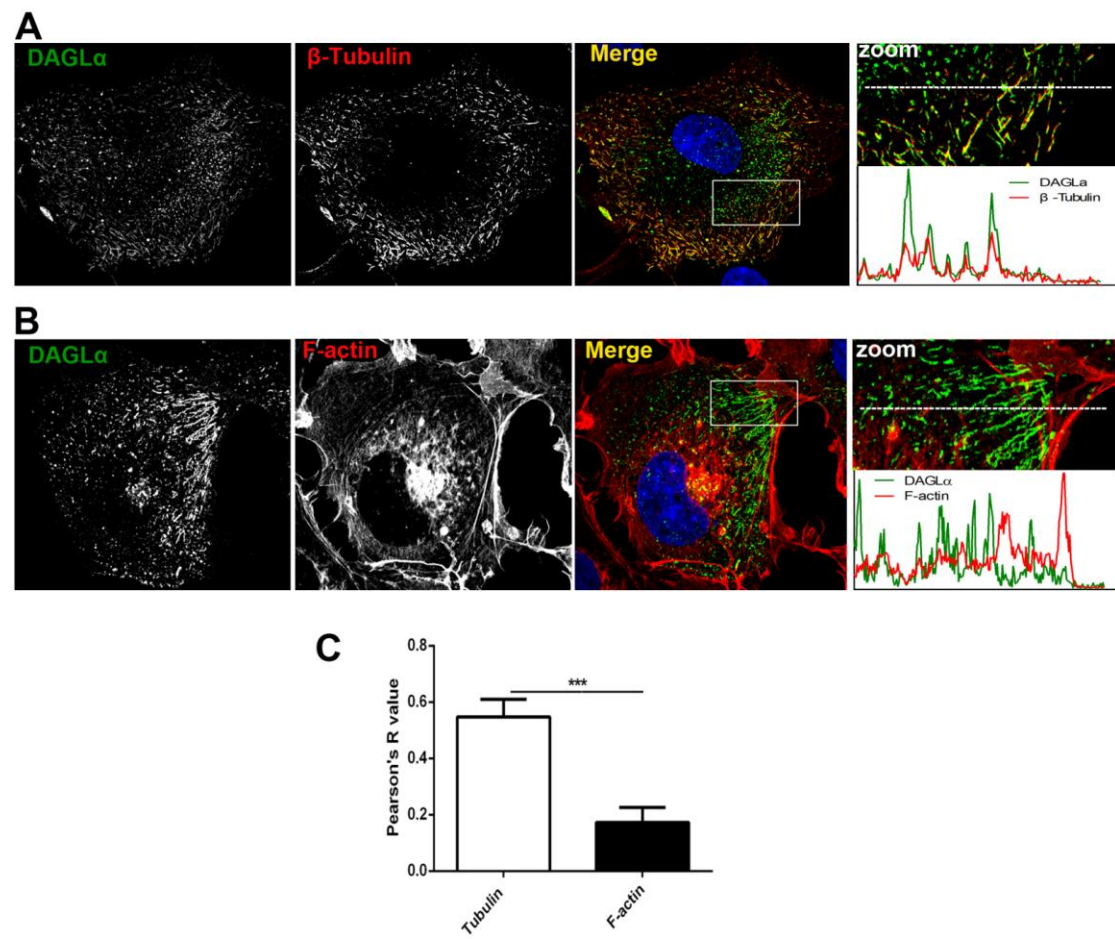 A
DAGLα β-Tubulin Merge zoom
DAGLa
β -Tubulin
B
DAGLα F-actin Merge zoom
DAGLα
F-actin
C
Pearson's R value
0.8
0.6
0.4
0.2
0.0
***
Tubulin F-actin